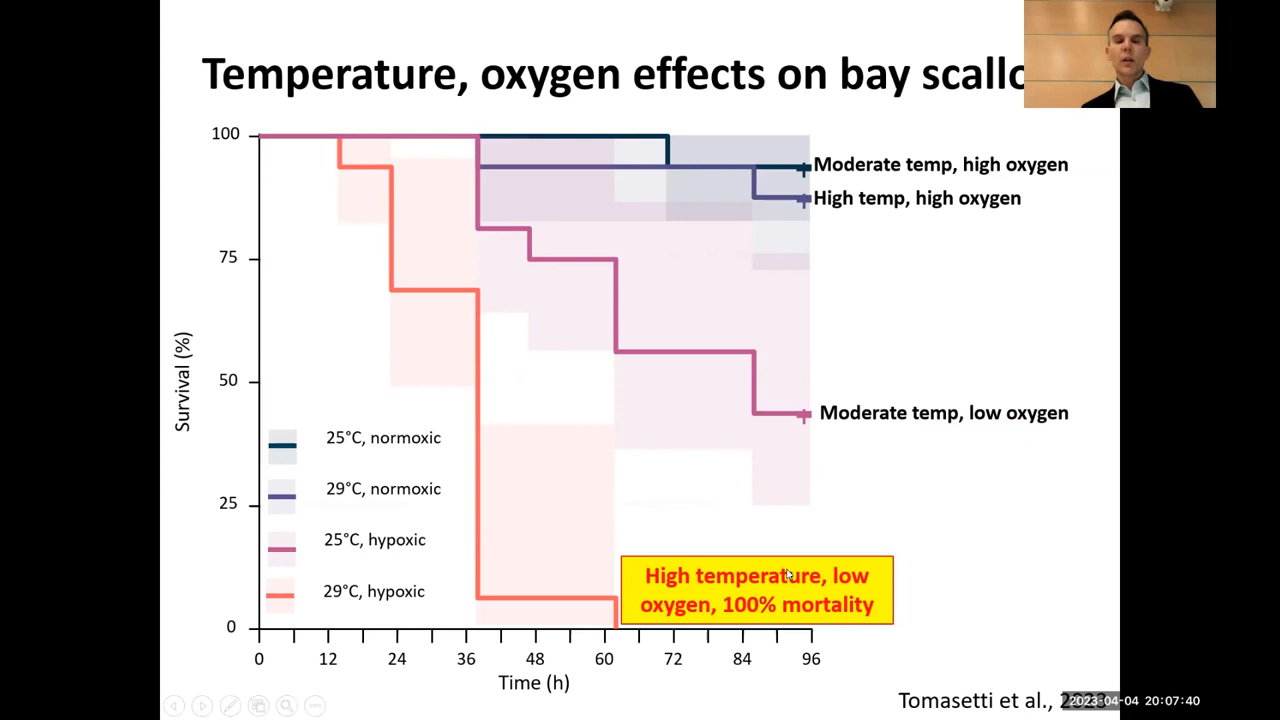 Temperature, oxygen effects on bay scallo
100
75
50
25
0
Survival (%)
Moderate temp, high oxygen
High temp, high oxygen
Moderate temp, low oxygen
25°C, normoxic
29°C, normoxic
25°C, hypoxic
29°C, hypoxic
High temperature, low
oxygen, 100% mortality
0 12 24 36 48 60 72 84 96
Time (h)
Tomasetti et al.,
2023-04-04 20:07:40